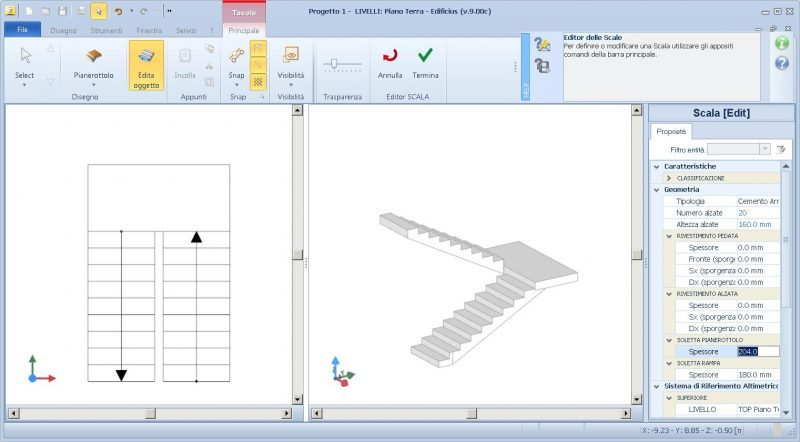 Tavola
Progetto 1 - LIVELLI: Piano Terra - Edificius (v.9.00c)
File
Disegno
Strumenti
Finestra
Servizi
I
Principale
Select
Pianerottolo
Edita
oggetto
Incolla
Snap
Visibilità
Annulla
Termina
Disegno
Appunti
Snap
Visibilità
Trasparenza
Editor SCALA
HELP
Editor delle Scale
Per definire o modificare una Scala utilizzare gli appositi
comandi della barra principale.
Scala [Edit]
Proprietà
Filtro entità
Caratteristiche
CLASSIFICAZIONE
Geometria
Tipologia Cemento Arr
Numero alzate 20
Altezza alzate 160.0 mm
RIVESTIMENTO PEDATA
Spessore 0.0 mm
Fronte (sporge 0.0 mm
Sx (sporgenza 0.0 mm
Dx (sporgenza 0.0 mm
RIVESTIMENTO ALZATA
Spessore 0.0 mm
Sx (sporgenza 0.0 mm
Dx (sporgenza 0.0 mm
SOLETTA PIANEROTTOLO
Spessore 204.0
SOLETTA RAMPA
Spessore 180.0 mm
Sistema di Riferimento Altimetrico
SUPERIORE
LIVELLO TOP Piano Te
X: -9.23 - Y: 8.85 - Z: -0.50 [m